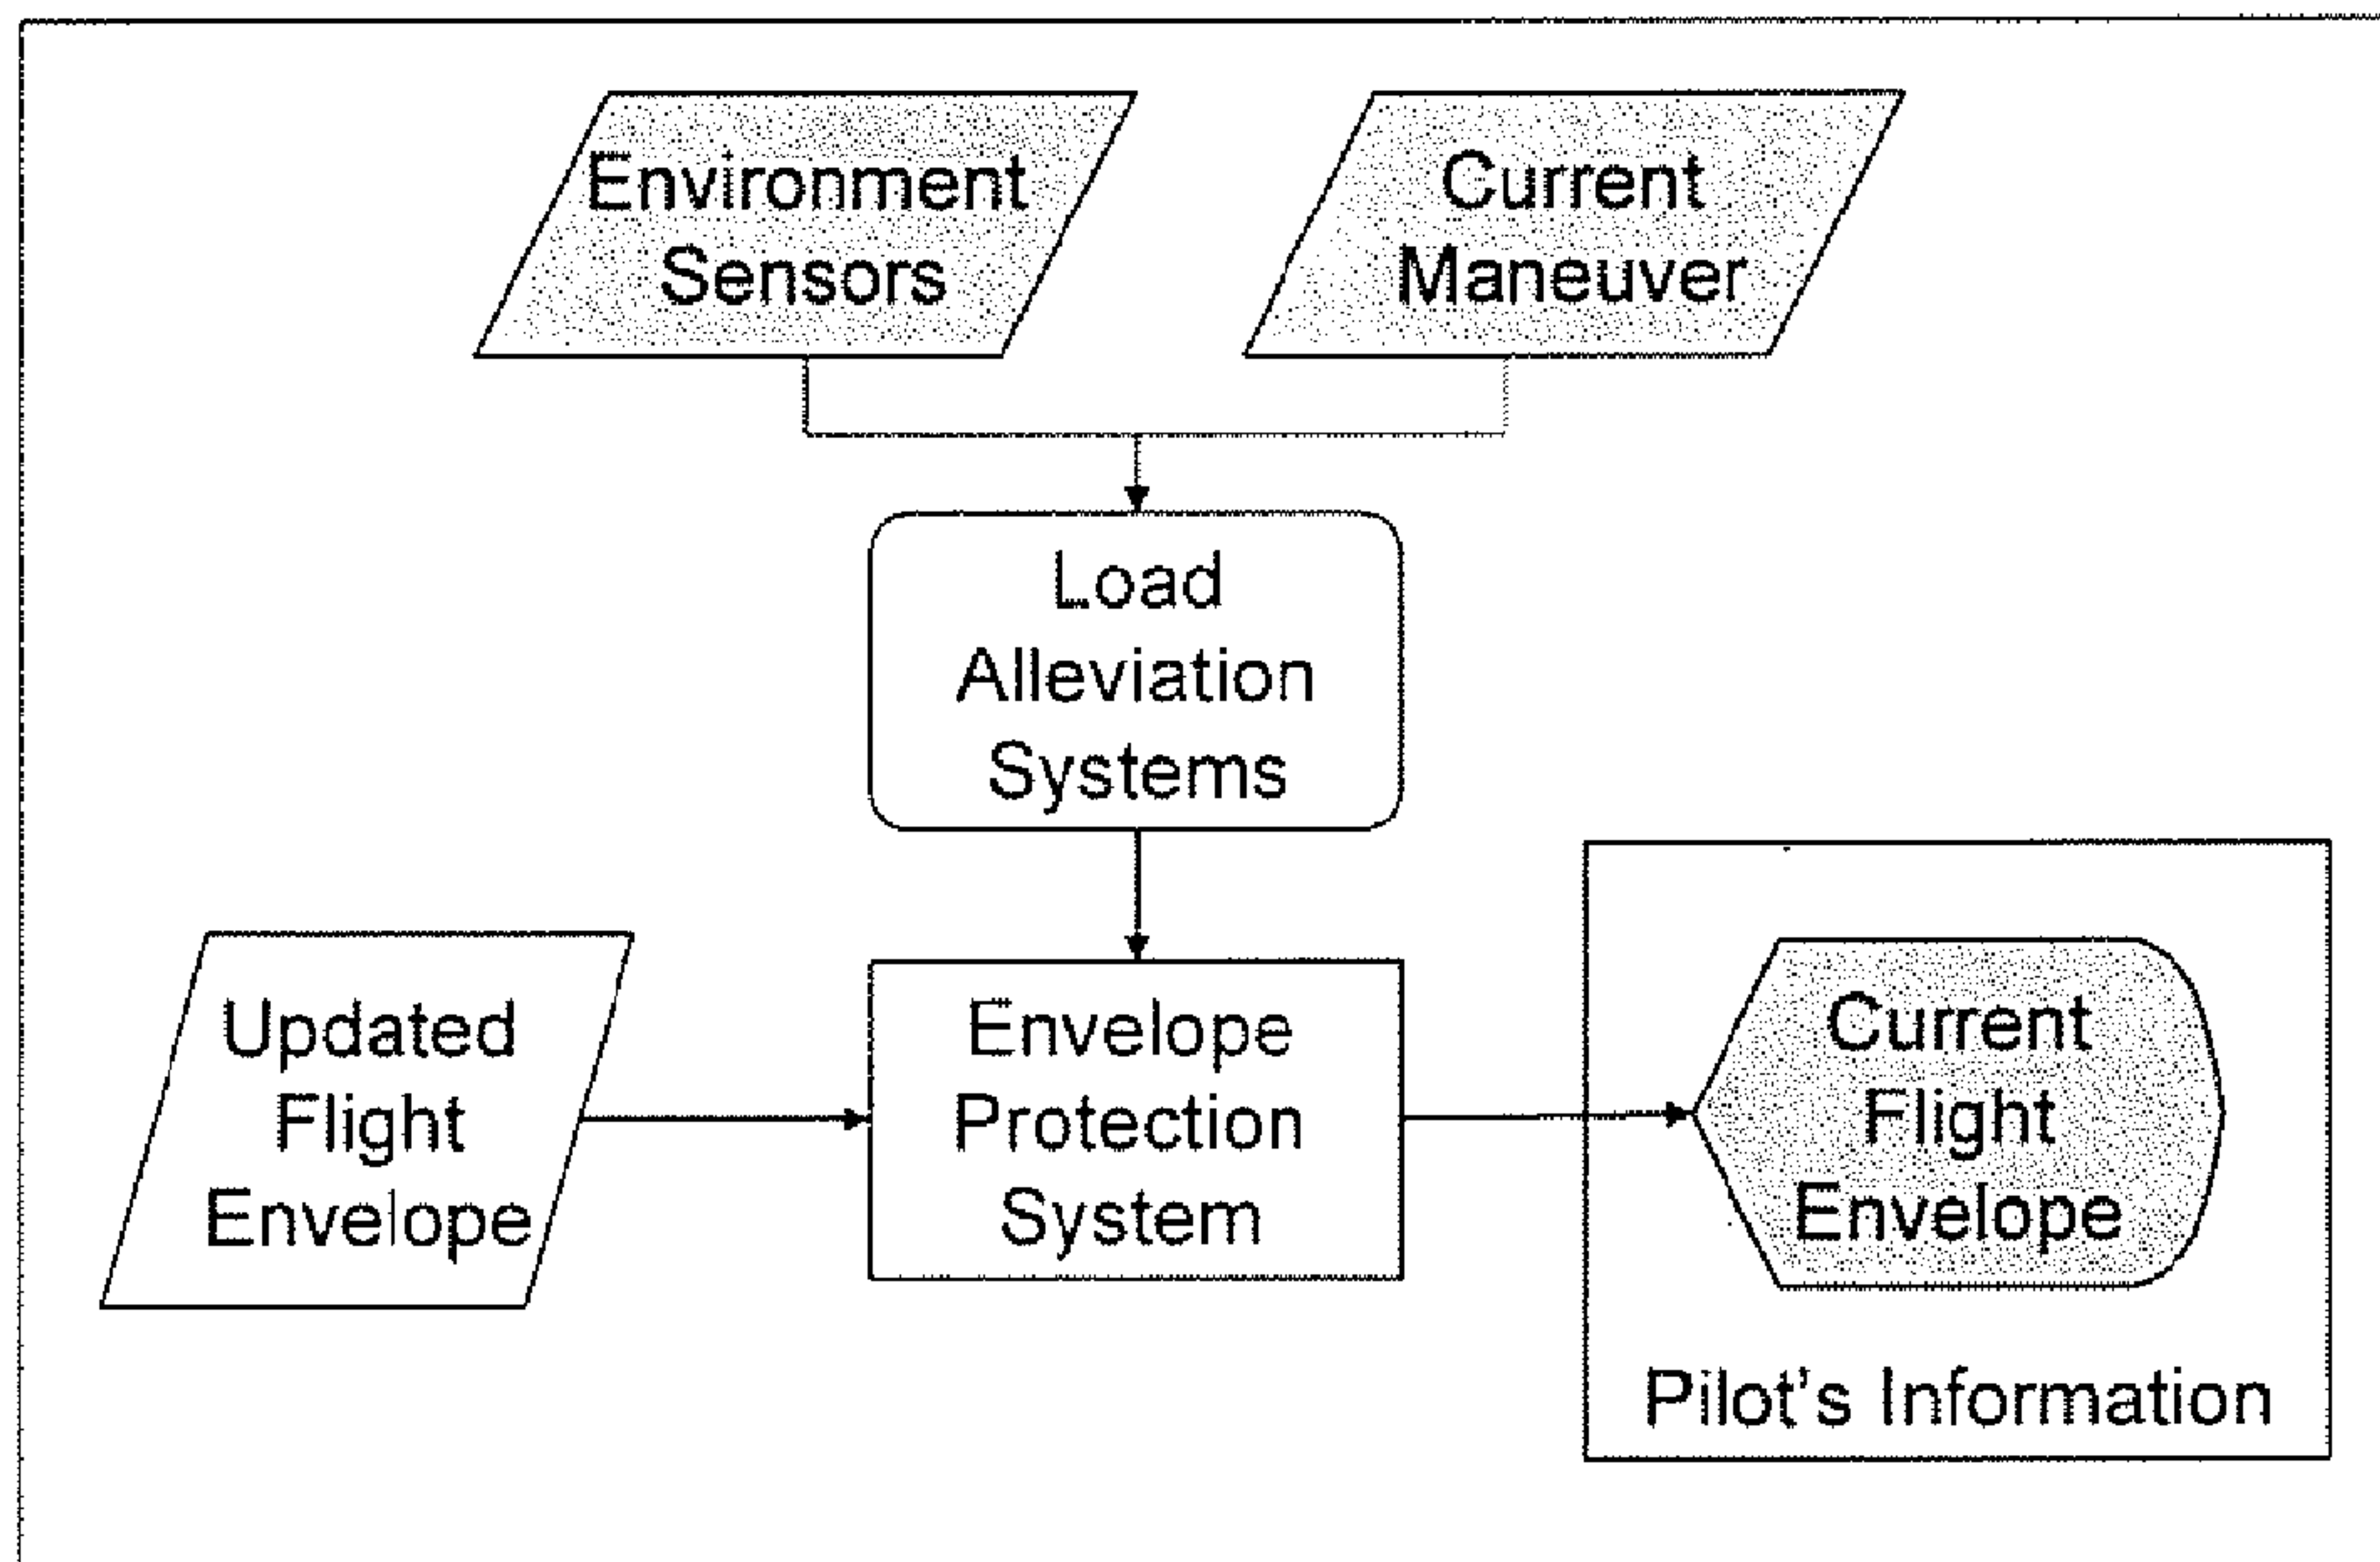 Environment
Sensors
Current
Maneuver
Load
Alleviation
Systems
Updated
Flight
Envelope
Envelope
Protection
System
Current
Flight
Envelope
Pilot's Information